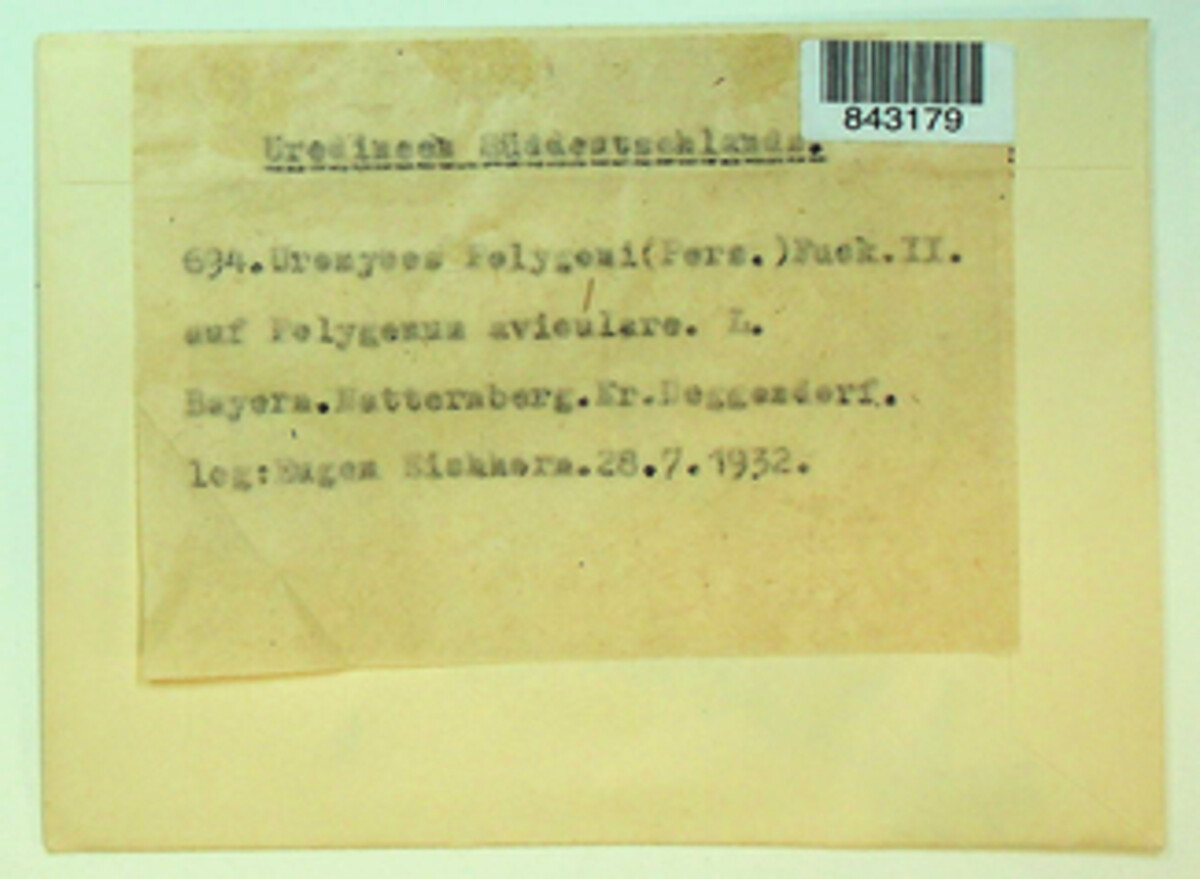 843179
Uredineen Süddeutschlands.
694.Uromyces Polygoni(Pers.)Fuck.II.
auf Polygonum aviculare. L.
Bayern.Natternberg.Kr.Deggendorf.
leg:Eugen Eichhorn.28.7.1932.